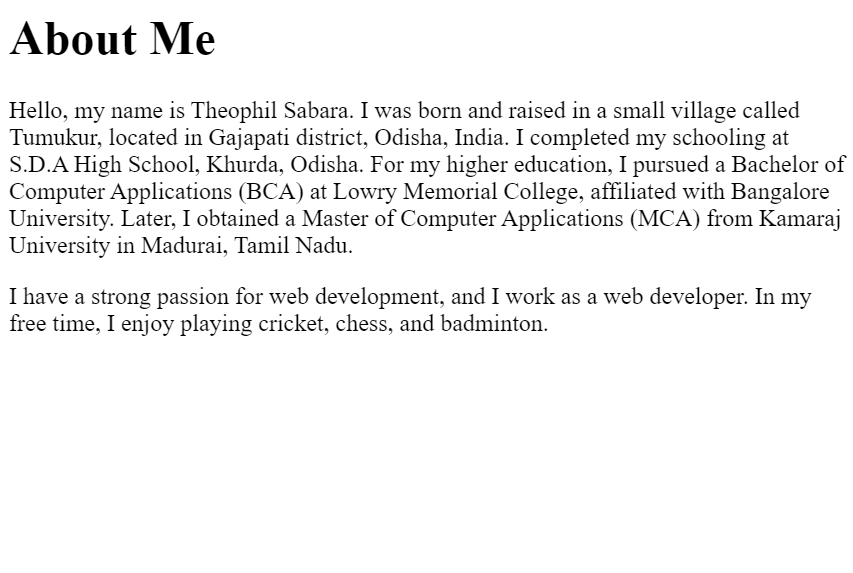 About Me
Hello, my name is Theophil Sabara. I was born and raised in a small village called
Tumukur, located in Gajapati district, Odisha, India. I completed my schooling at
S.D.A High School, Khurda, Odisha. For my higher education, I pursued a Bachelor of
Computer Applications (BCA) at Lowry Memorial College, affiliated with Bangalore
University. Later, I obtained a Master of Computer Applications (MCA) from Kamaraj
University in Madurai, Tamil Nadu.
I have a strong passion for web development, and I work as a web developer. In my
free time, I enjoy playing cricket, chess, and badminton.